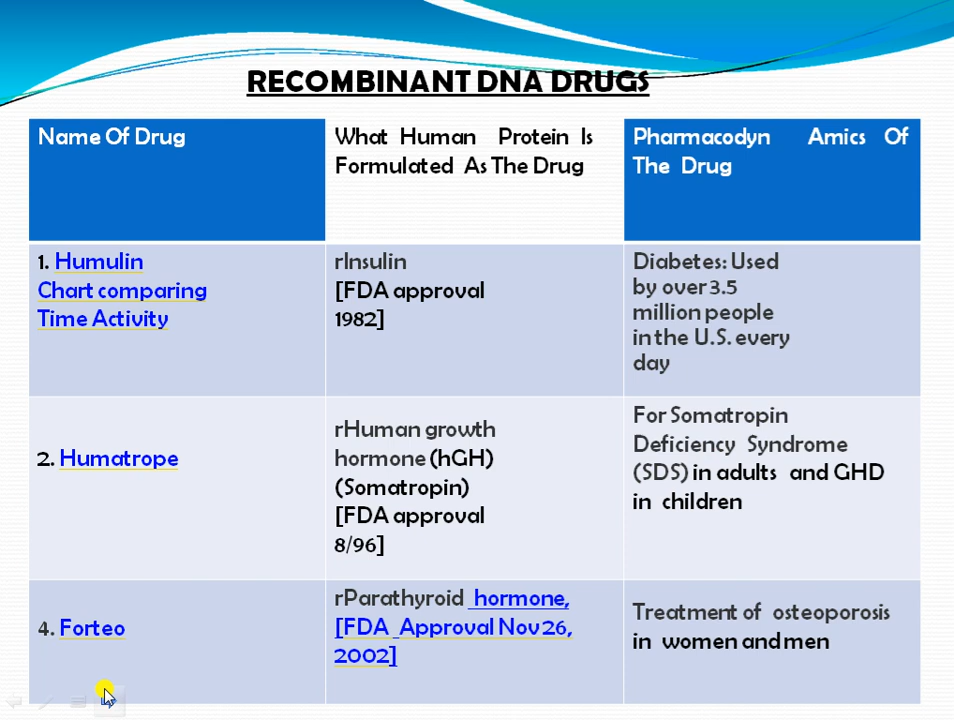 RECOMBINANT DNA DRUGS
Name Of Drug
What Human Protein Is
Formulated As The Drug
Pharmacodyn Amics Of
The Drug
1. Humulin
Chart comparing
Time Activity
rInsulin
[FDA approval
1982]
Diabetes: Used
by over 3.5
million people
in the U.S. every
day
2. Humatrope
rHuman growth
hormone (hGH)
(Somatropin)
[FDA approval
8/96]
For Somatropin
Deficiency Syndrome
(SDS) in adults and GHD
in children
4. Forteo
rParathyroid hormone,
[FDA Approval Nov 26,
2002]
Treatment of osteoporosis
in women and men